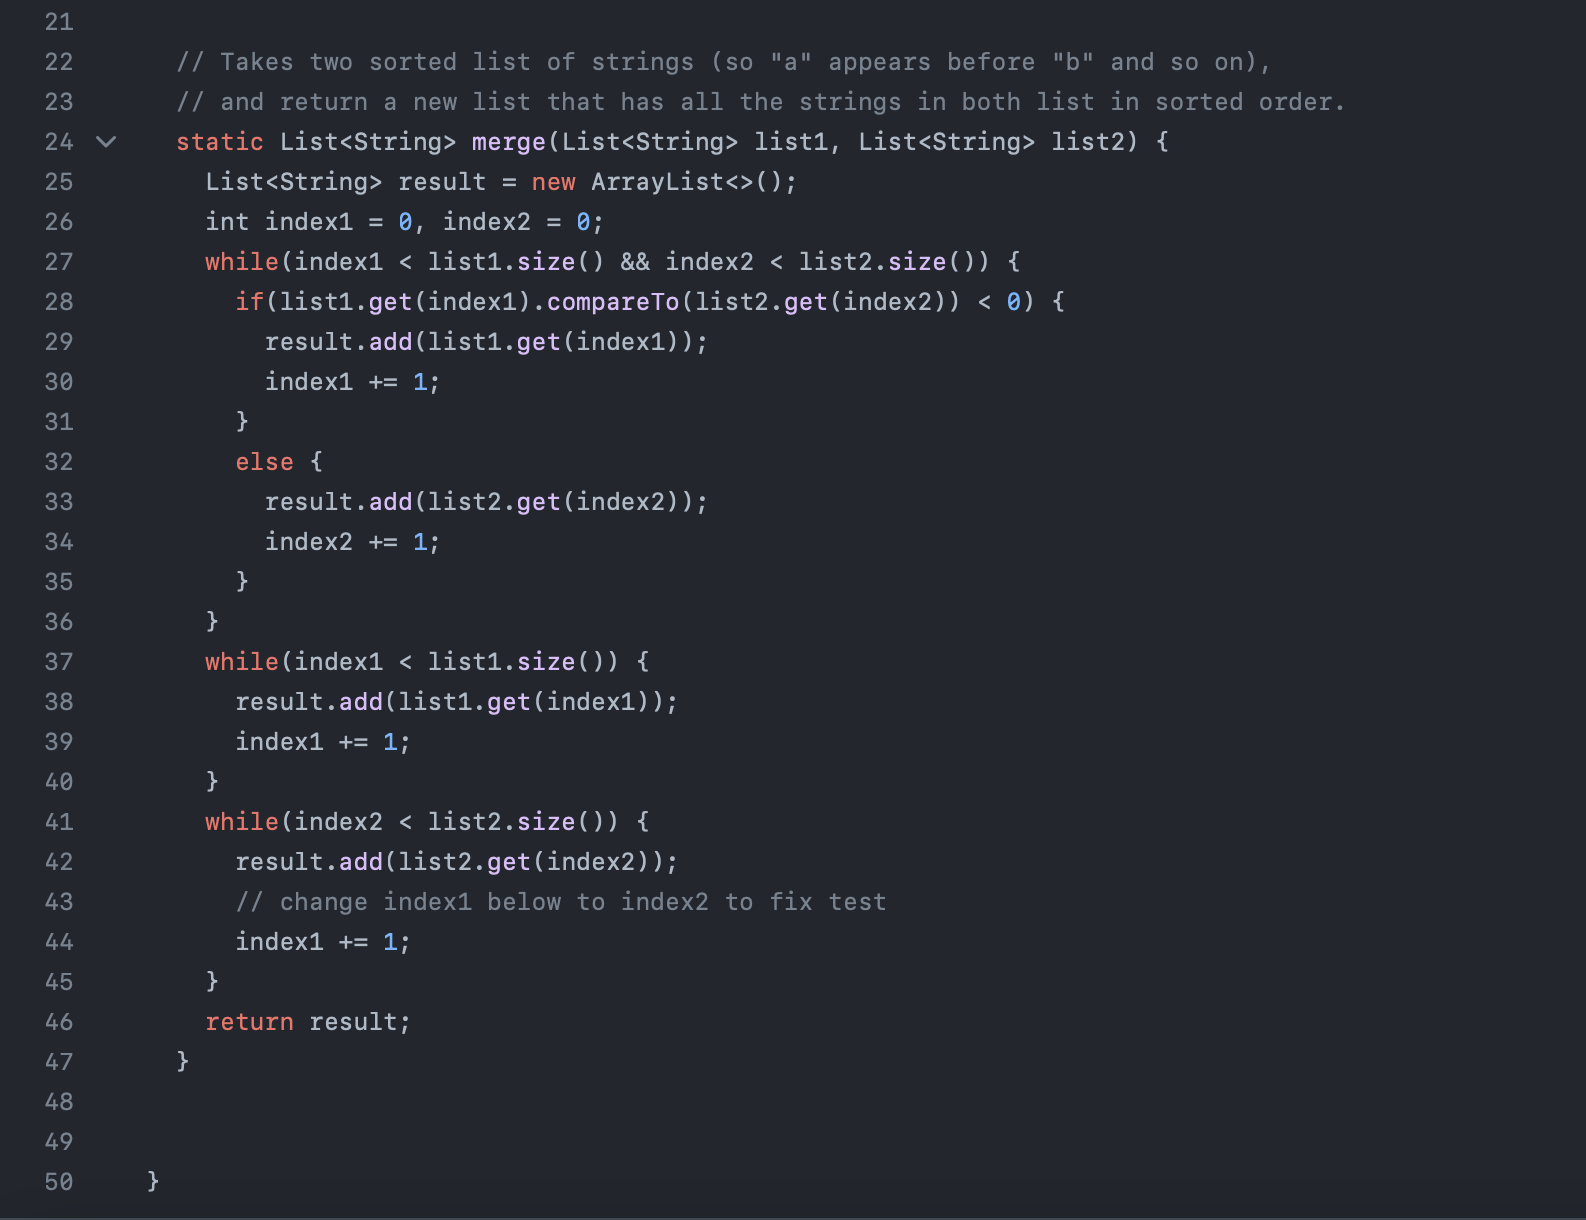 21
22 // Takes two sorted list of strings (so "a" appears before "b" and so on),
23 // and return a new list that has all the strings in both list in sorted order.
24 static List<String> merge(List<String> list1, List<String> list2) {
25 List<String> result = new ArrayList<>();
26 int index1 = 0, index2 = 0;
27 while(index1 < list1.size() && index2 < list2.size()) {
28 if(list1.get(index1).compareTo(list2.get(index2)) < 0) {
29 result.add(list1.get(index1));
30 index1 += 1;
31 }
32 else {
33 result.add(list2.get(index2));
34 index2 += 1;
35 }
36 }
37 while(index1 < list1.size()) {
38 result.add(list1.get(index1));
39 index1 += 1;
40 }
41 while(index2 < list2.size()) {
42 result.add(list2.get(index2));
43 // change index1 below to index2 to fix test
44 index1 += 1;
45 }
46 return result;
47 }
48
49
50 }